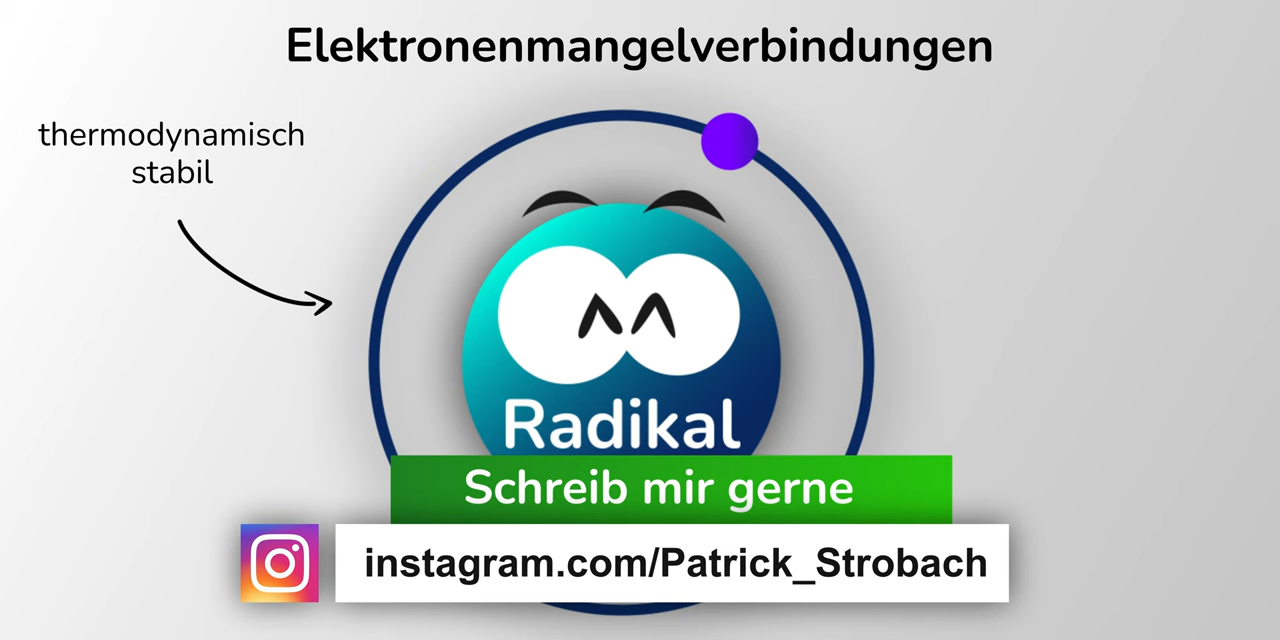 Elektronenmangelverbindungen
thermodynamisch
stabil
Radikal
Schreib mir gerne
instagram.com/Patrick_Strobach